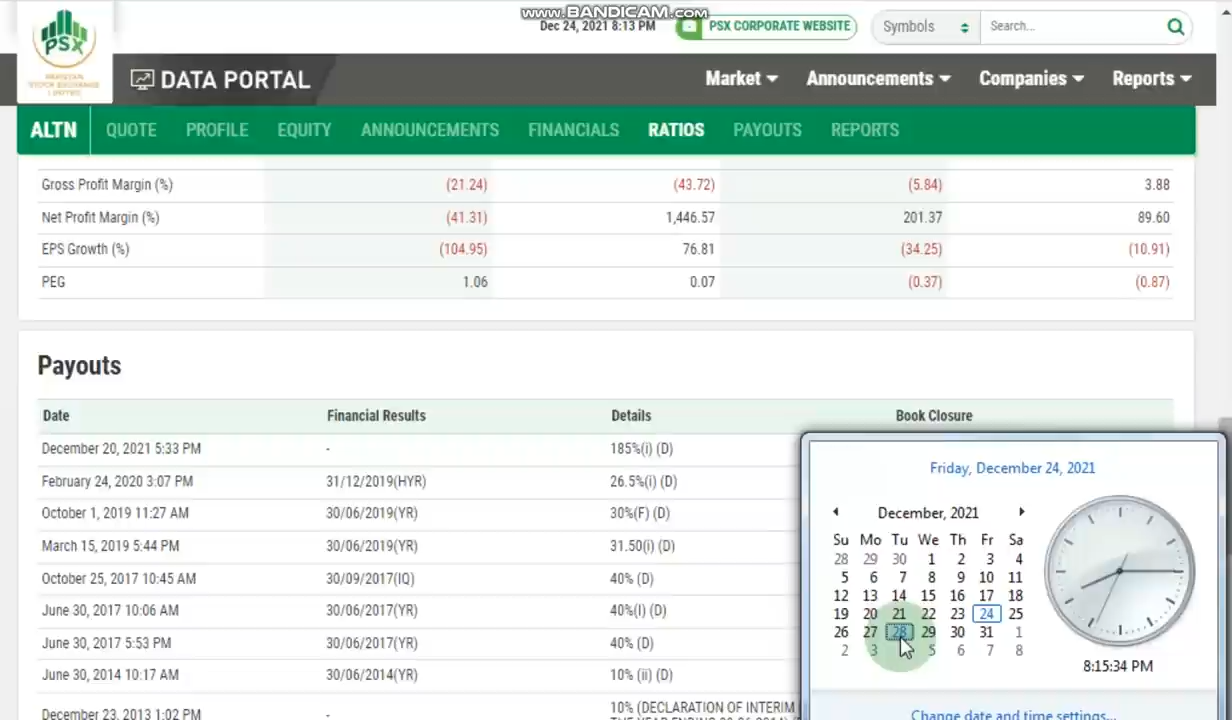 www.BANDICAM.com
Dec 24, 2021 8:13 PM PSX CORPORATE WEBSITE Symbols Search...
PSX
PAKISTAN
STOCK EXCHANGE
LIMITED
DATA PORTAL Market Announcements Companies Reports
ALTN QUOTE PROFILE EQUITY ANNOUNCEMENTS FINANCIALS RATIOS PAYOUTS REPORTS
Gross Profit Margin (%) (21.24) (43.72) (5.84) 3.88
Net Profit Margin (%) (41.31) 1,446.57 201.37 89.60
EPS Growth (%) (104.95) 76.81 (34.25) (10.91)
PEG 1.06 0.07 (0.37) (0.87)
Payouts
Date Financial Results Details Book Closure
December 20, 2021 5:33 PM - 185%(i) (D)
February 24, 2020 3:07 PM 31/12/2019(HYR) 26.5%(i) (D)
October 1, 2019 11:27 AM 30/06/2019(YR) 30%(F) (D)
March 15, 2019 5:44 PM 30/06/2019(YR) 31.50(i) (D)
October 25, 2017 10:45 AM 30/09/2017(IQ) 40% (D)
June 30, 2017 10:06 AM 30/06/2017(YR) 40%(I) (D)
June 30, 2017 5:53 PM 30/06/2017(YR) 40% (D)
June 30, 2014 10:17 AM 30/06/2014(YR) 10% (ii) (D)
December 23, 2013 1:02 PM - 10% (DECLARATION OF INTERIM
Friday, December 24, 2021
December, 2021
Su Mo Tu We Th Fr Sa
28 29 30 1 2 3 4
5 6 7 8 9 10 11
12 13 14 15 16 17 18
19 20 21 22 23 24 25
26 27 28 29 30 31 1
2 3 5 6 7 8
8:15:34 PM
Change date and time settings...